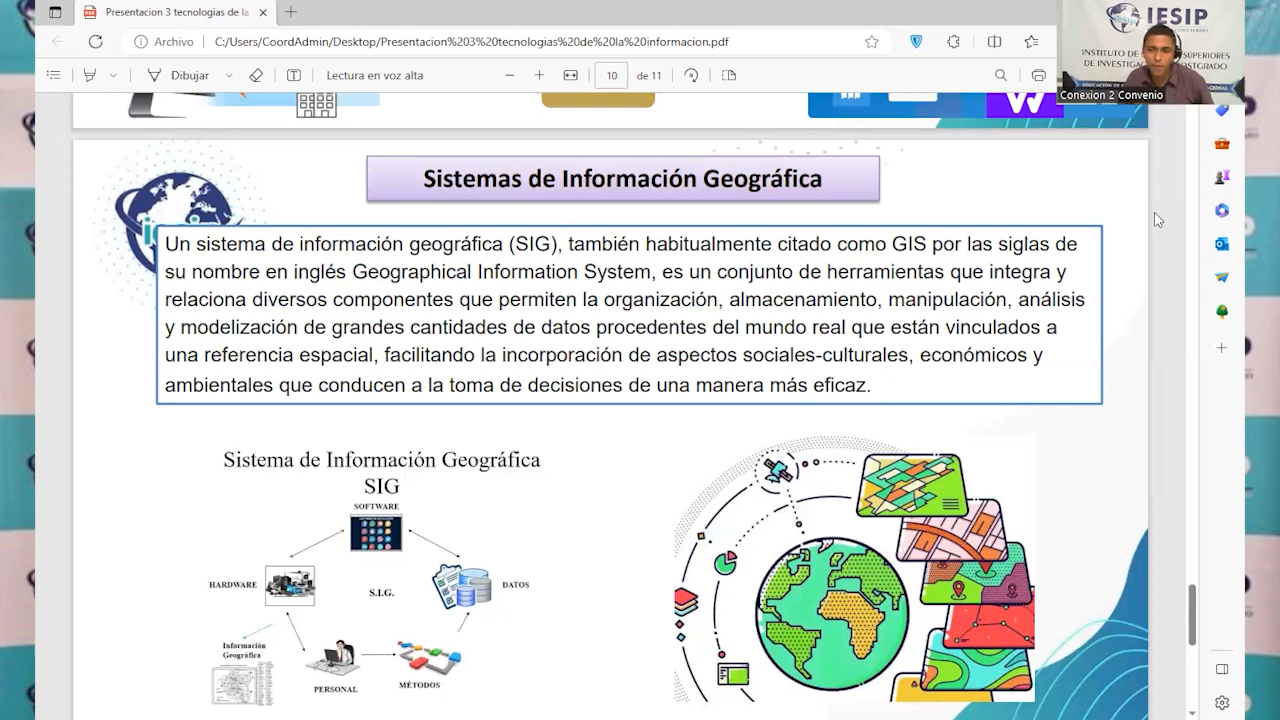 Presentacion 3 tecnologias de la
Archivo
C:/Users/CoordAdmin/Desktop/Presentacion%203%20tecnologias%20de%20la%20informacion.pdf
Dibujar
Lectura en voz alta
10
de 11
IESIP
Conexion 2 Convenio
Sistemas de Información Geográfica
Un sistema de información geográfica (SIG), también habitualmente citado como GIS por las siglas de
su nombre en inglés Geographical Information System, es un conjunto de herramientas que integra y
relaciona diversos componentes que permiten la organización, almacenamiento, manipulación, análisis
y modelización de grandes cantidades de datos procedentes del mundo real que están vinculados a
una referencia espacial, facilitando la incorporación de aspectos sociales-culturales, económicos y
ambientales que conducen a la toma de decisiones de una manera más eficaz.
Sistema de Información Geográfica
SIG
SOFTWARE
HARDWARE
S.I.G.
DATOS
Información
Geográfica
PERSONAL
MÉTODOS